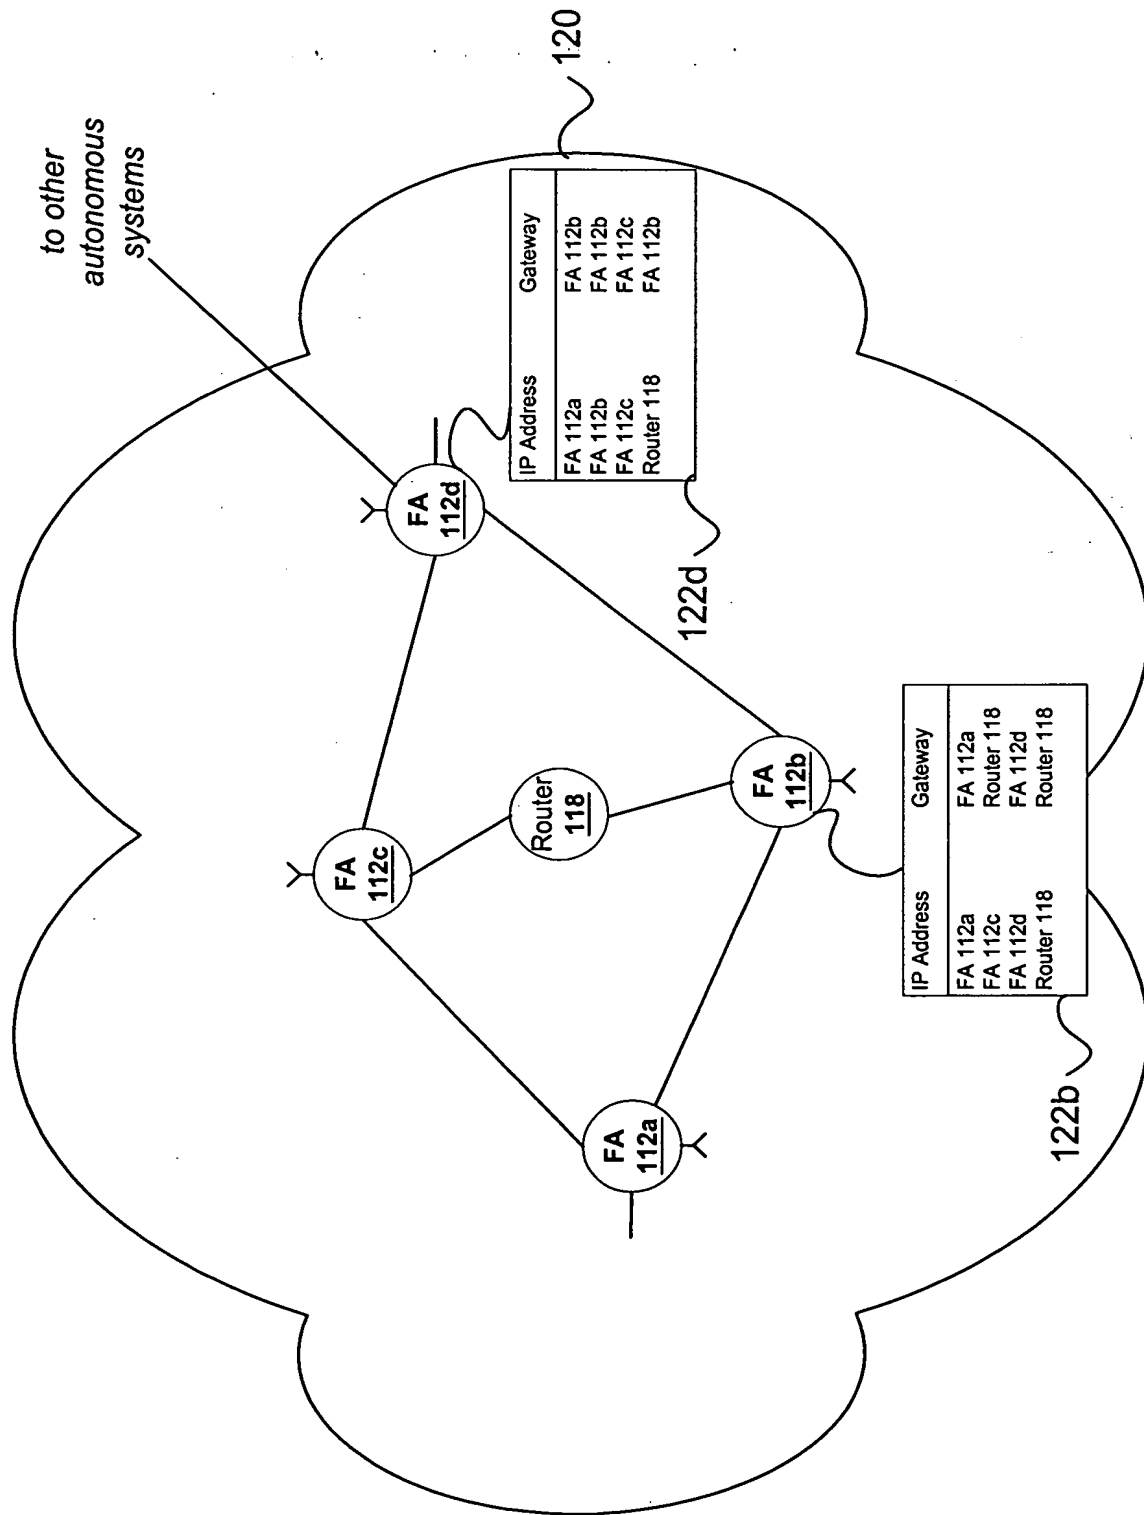 to other
autonomous
systems
120
FA
112d
IP Address Gateway
FA 112a FA 112b
FA 112b FA 112b
FA 112c FA 112c
Router 118 FA 112b
122d
FA
112c
Router
118
FA
112b
FA
112a
IP Address Gateway
FA 112a FA 112a
FA 112c Router 118
FA 112d FA 112d
Router 118 Router 118
122b